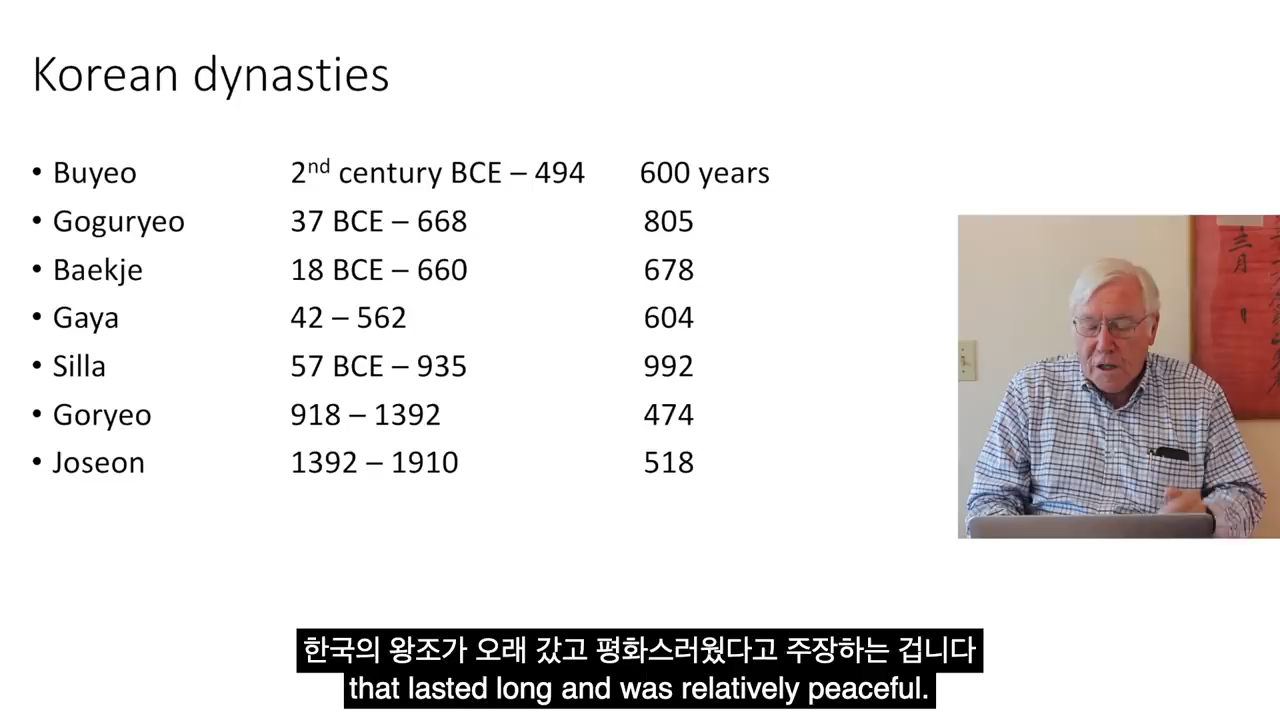 Korean dynasties
• Buyeo 2nd century BCE – 494 600 years
• Goguryeo 37 BCE – 668 805
• Baekje 18 BCE – 660 678
• Gaya 42 – 562 604
• Silla 57 BCE – 935 992
• Goryeo 918 – 1392 474
• Joseon 1392 – 1910 518
三月
한국의 왕조가 오래 갔고 평화스러웠다고 주장하는 겁니다
that lasted long and was relatively peaceful.